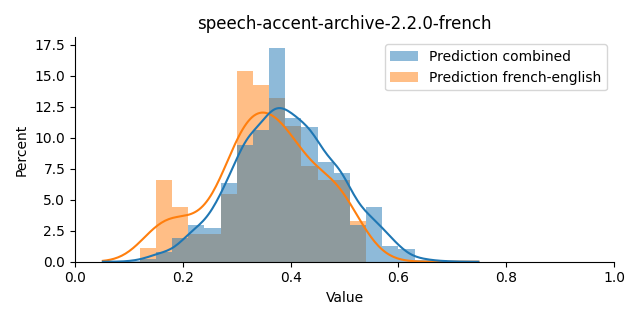 speech-accent-archive-2.2.0-french
Prediction combined
Prediction french-english
Percent
17.5
15.0
12.5
10.0
7.5
5.0
2.5
0.0
0.0 0.2 0.4 0.6 0.8 1.0
Value